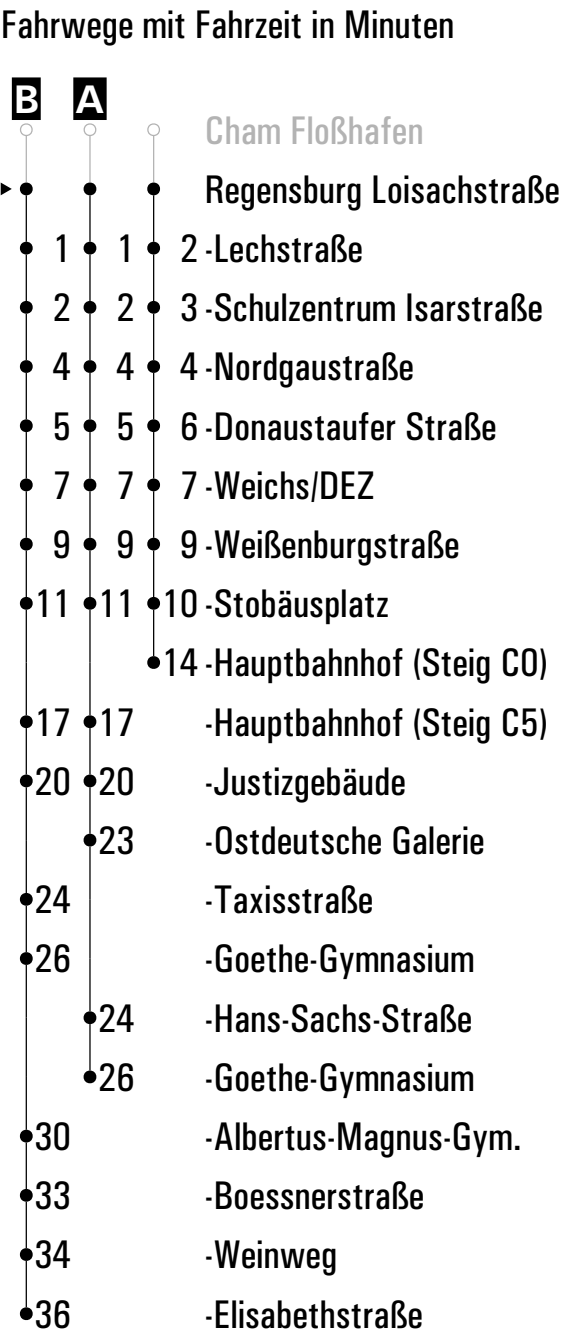 Fahrwege mit Fahrzeit in Minuten
B A
Cham Floßhafen
Regensburg Loisachstraße
1 1 2 -Lechstraße
2 2 3 -Schulzentrum Isarstraße
4 4 4 -Nordgaustraße
5 5 6 -Donaustaufer Straße
7 7 7 -Weichs/DEZ
9 9 9 -Weißenburgstraße
11 11 10 -Stobäusplatz
14 -Hauptbahnhof (Steig C0)
17 17 -Hauptbahnhof (Steig C5)
20 20 -Justizgebäude
23 -Ostdeutsche Galerie
24 -Taxisstraße
26 -Goethe-Gymnasium
24 -Hans-Sachs-Straße
26 -Goethe-Gymnasium
30 -Albertus-Magnus-Gym.
33 -Boessnerstraße
34 -Weinweg
36 -Elisabethstraße